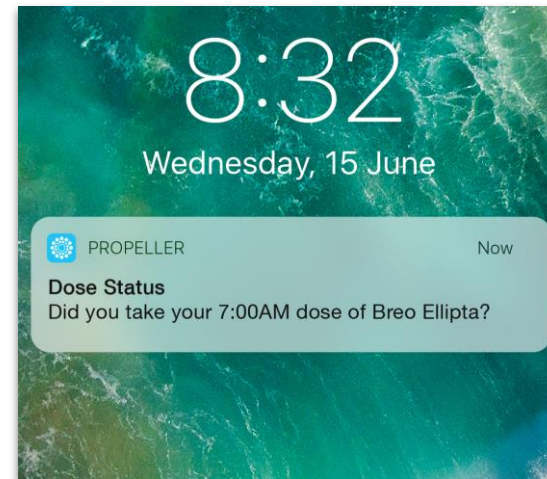 8:32
Wednesday, 15 June
PROPELLER
Now
Dose Status
Did you take your 7:00AM dose of Breo Ellipta?